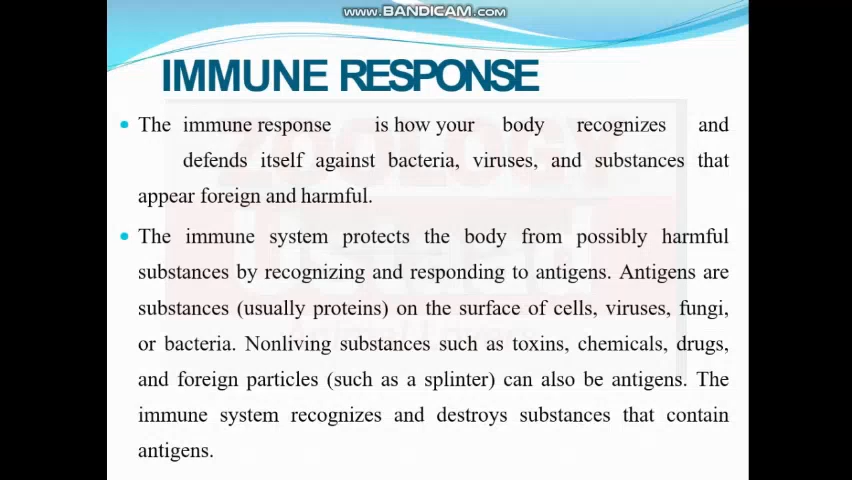 WWW.BANDICAM.COM
IMMUNE RESPONSE
• The immune response is how your body recognizes and
defends itself against bacteria, viruses, and substances that
appear foreign and harmful.
• The immune system protects the body from possibly harmful
substances by recognizing and responding to antigens. Antigens are
substances (usually proteins) on the surface of cells, viruses, fungi,
or bacteria. Nonliving substances such as toxins, chemicals, drugs,
and foreign particles (such as a splinter) can also be antigens. The
immune system recognizes and destroys substances that contain
antigens.
ZOOLOGY